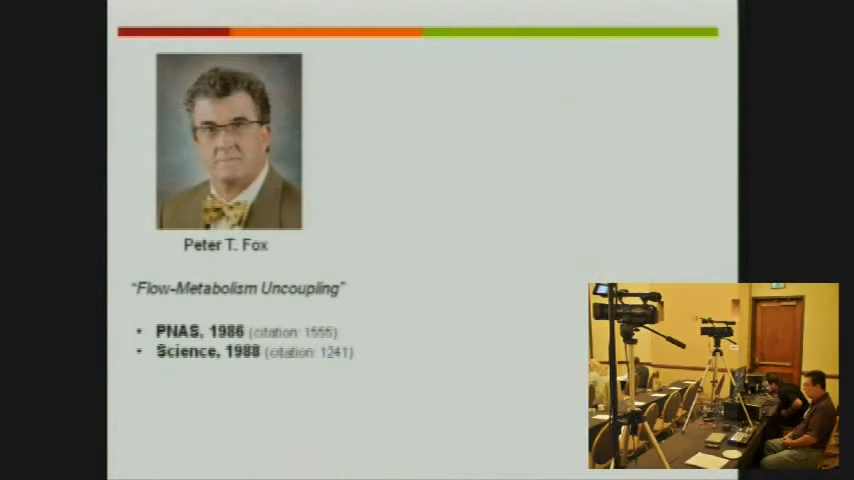 Peter T. Fox
“Flow-Metabolism Uncoupling”
• PNAS, 1986 (citation: 1555)
• Science, 1988 (citation: 1241)